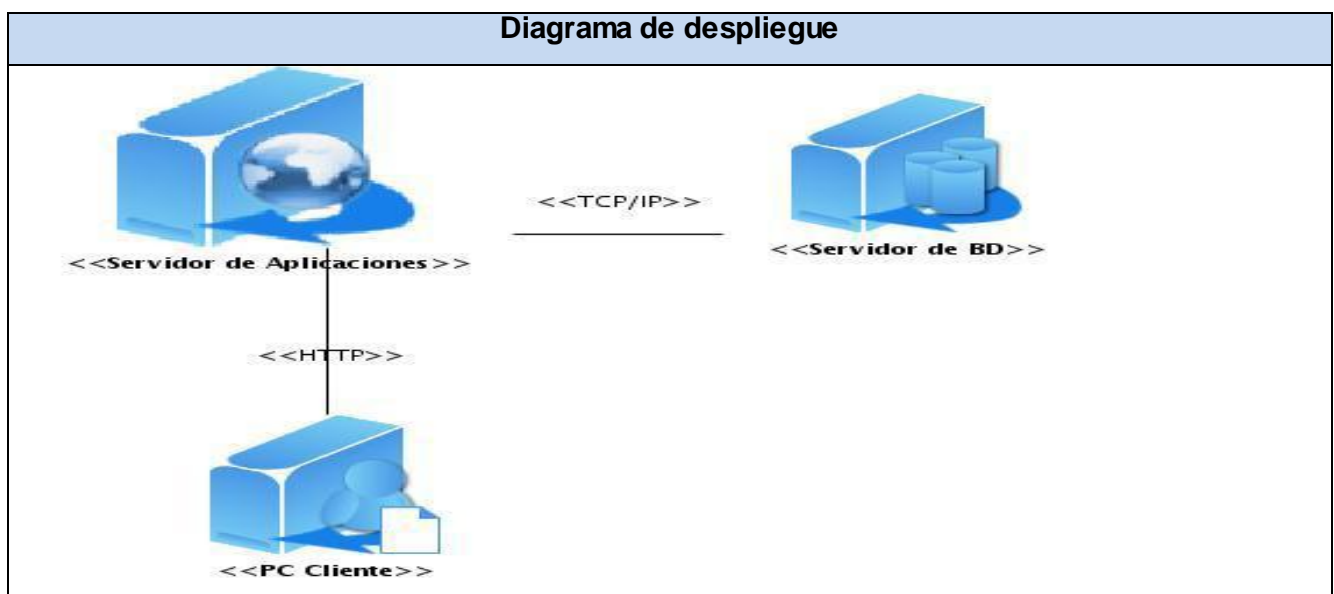 Diagrama de despliegue
<<TCP/IP>>
<<Servidor de Aplicaciones>>
<<Servidor de BD>>
<<HTTP>>
<<PC Cliente>>